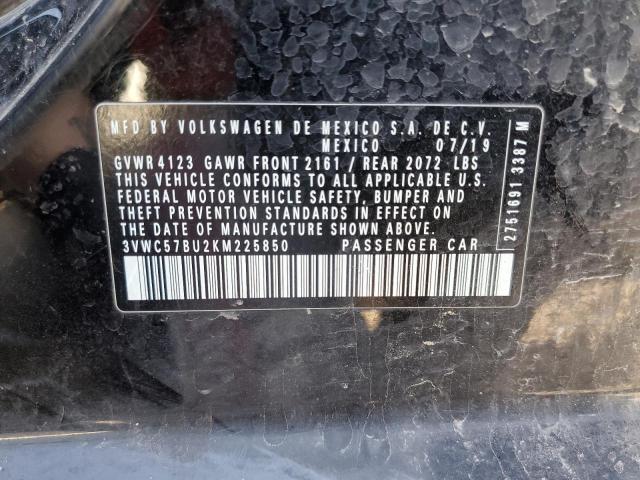 MFD BY VOLKSWAGEN DE MEXICO S.A. DE C.V.
MEXICO 07/19
GVWR 4123 GAWR FRONT 2161 / REAR 2072 LBS
THIS VEHICLE CONFORMS TO ALL APPLICABLE U.S.
FEDERAL MOTOR VEHICLE SAFETY, BUMPER AND
THEFT PREVENTION STANDARDS IN EFFECT ON
THE DATE OF MANUFACTURE SHOWN ABOVE.
3VWC57BU2KM225850 PASSENGER CAR
2751691 3387 M